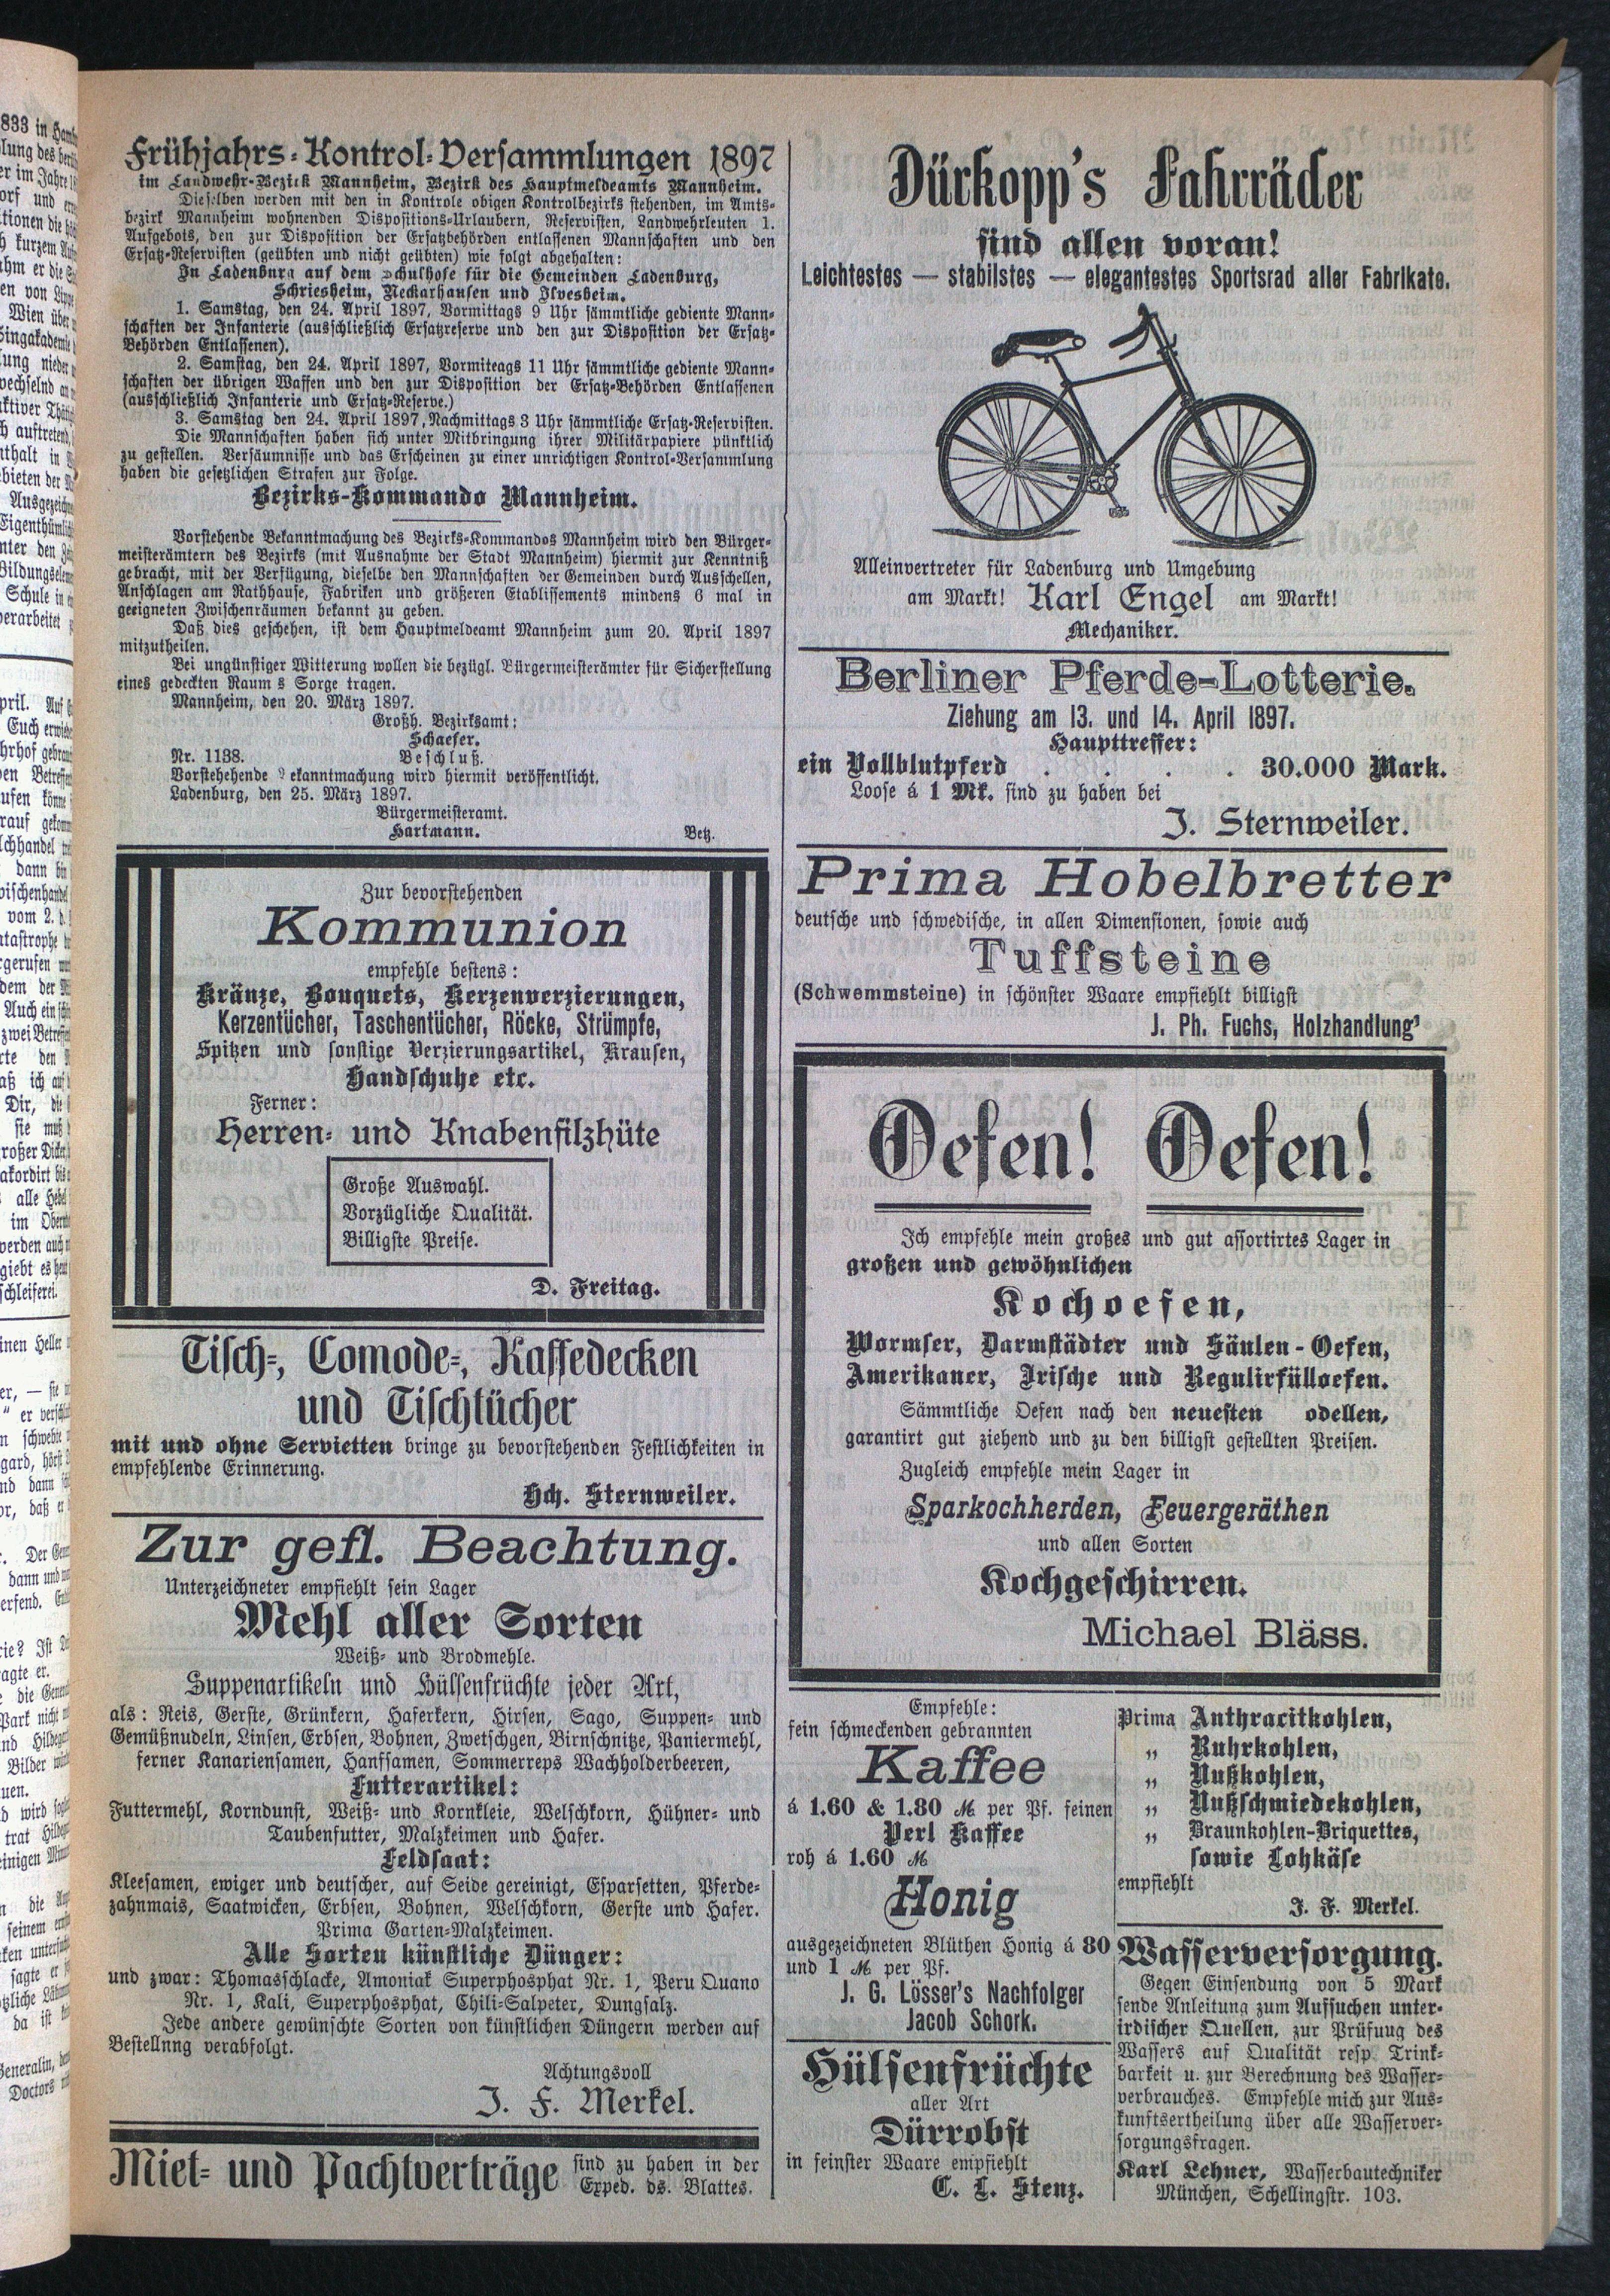 Frühjahrs-Kontrol-Versammlungen 1897
im Landwehr-Bezirk Mannheim, Bezirk des Hauptmeldeamts Mannheim.
Dieselben werden mit den in Kontrole obigen Kontrolbezirks stehenden, im Amts-
bezirk Mannheim wohnenden Dispositions-Urlaubern, Reservisten, Landwehrleuten 1.
Aufgebots, den zur Disposition der Ersatzbehörden entlassenen Mannschaften und den
Ersatz-Reservisten (geübten und nicht geübten) wie folgt abgehalten:
In Ladenburg auf dem Schulhofe für die Gemeinden Ladenburg,
Schriesheim, Neckarhausen und Ilvesheim.
1. Samstag, den 24. April 1897, Vormittags 9 Uhr sämmtliche gediente Mann-
schaften der Infanterie (ausschließlich Ersatzreserve und den zur Disposition der Ersatz-
Behörden Entlassenen).
2. Samstag, den 24. April 1897, Vormiteags 11 Uhr sämmtliche gediente Mann-
schaften der übrigen Waffen und den zur Disposition der Ersatz-Behörden Entlassenen
(ausschließlich Infanterie und Ersatz-Reserve.)
3. Samstag den 24. April 1897, Nachmittags 3 Uhr sämmtliche Ersatz-Reservisten.
Die Mannschaften haben sich unter Mitbringung ihrer Militärpapiere pünktlich
zu gestellen. Versäumnisse und das Erscheinen zu einer unrichtigen Kontrol-Versammlung
haben die gesetzlichen Strafen zur Folge.
Bezirks-Kommando Mannheim.
Vorstehende Bekanntmachung des Bezirks-Kommandos Mannheim wird den Bürger-
meisterämtern des Bezirks (mit Ausnahme der Stadt Mannheim) hiermit zur Kenntniß
gebracht, mit der Verfügung, dieselbe den Mannschaften der Gemeinden durch Ausschellen,
Anschlagen am Rathhause, Fabriken und größeren Etablissements mindens 6 mal in
geeigneten Zwischenräumen bekannt zu geben.
Daß dies geschehen, ist dem Hauptmeldeamt Mannheim zum 20. April 1897
mitzutheilen.
Bei ungünstiger Witterung wollen die bezügl. Bürgermeisterämter für Sicherstellung
eines gedeckten Raum s Sorge tragen.
Mannheim, den 20. März 1897.
Großh. Bezirksamt:
Schaefer.
Nr. 1138. Beschluß.
Vorstehehende ekanntmachung wird hiermit veröffentlicht.
Ladenburg, den 25. März 1897.
Bürgermeisteramt.
Hartmann. Betz.
Zur bevorstehenden
Kommunion
empfehle bestens:
Kränze, Bouquets, Kerzenverzierungen,
Kerzentücher, Taschentücher, Röcke, Strümpfe,
Spitzen und sonstige Verzierungsartikel, Krausen,
Handschuhe etc.
Ferner:
Herren- und Knabenfilzhüte
Große Auswahl.
Vorzügliche Qualität.
Billigste Preise.
D. Freitag.
Tisch-, Comode-, Kaffedecken
und Tischtücher
mit und ohne Servietten bringe zu bevorstehenden Festlichkeiten in
empfehlende Erinnerung.
Hch. Sternweiler.
Zur gefl. Beachtung.
Unterzeichneter empfiehlt sein Lager
Mehl aller Sorten
Weiß- und Brodmehle.
Suppenartikeln und Hülsenfrüchte jeder Art,
als: Reis, Gerste, Grünkern, Haferkern, Hirsen, Sago, Suppen- und
Gemüßnudeln, Linsen, Erbsen, Bohnen, Zwetschgen, Birnschnitze, Paniermehl,
ferner Kanariensamen, Hanfsamen, Sommerreps Wachholderbeeren,
Futterartikel:
Futtermehl, Korndunst, Weiß- und Kornkleie, Welschkorn, Hühner- und
Taubenfutter, Malzkeimen und Hafer.
Feldsaat:
Kleesamen, ewiger und deutscher, auf Seide gereinigt, Esparsetten, Pferde-
zahnmais, Saatwicken, Erbsen, Bohnen, Welschkorn, Gerste und Hafer.
Prima Garten-Malzkeimen.
Alle Sorten künstliche Dünger:
und zwar: Thomasschlacke, Amoniak Superphosphat Nr. 1, Peru Quano
Nr. 1, Kali, Superphosphat, Chili-Salpeter, Dungsalz.
Jede andere gewünschte Sorten von künstlichen Düngern werden auf
Bestellnng verabfolgt.
Achtungsvoll
J. F. Merkel.
Miet- und Pachtverträge sind zu haben in der
Exped. ds. Blattes.
Dürkopp's Fahrräder
sind allen voran!
Leichtestes — stabilstes — elegantestes Sportsrad aller Fabrikate.
Alleinvertreter für Ladenburg und Umgebung
am Markt! Karl Engel am Markt!
Mechaniker.
Berliner Pferde-Lotterie.
Ziehung am 13. und 14. April 1897.
Haupttreffer:
ein Vollblutpferd . . . . 30.000 Mark.
Loose á 1 Mk. sind zu haben bei
J. Sternweiler.
Prima Hobelbretter
deutsche und schwedische, in allen Dimensionen, sowie auch
Tuffsteine
(Schwemmsteine) in schönster Waare empfiehlt billigst
J. Ph. Fuchs, Holzhandlung'
Oefen! Oefen!
Ich empfehle mein großes und gut assortirtes Lager in
großen und gewöhnlichen
Kochoefen,
Wormser, Darmstädter und Säulen-Oefen,
Amerikaner, Irische und Regulirfülloefen.
Sämmtliche Oefen nach den neuesten odellen,
garantirt gut ziehend und zu den billigst gestellten Preisen.
Zugleich empfehle mein Lager in
Sparkochherden, Feuergeräthen
und allen Sorten
Kochgeschirren.
Michael Bläss.
Empfehle:
fein schmeckenden gebrannten
Kaffee
á 1.60 & 1.80 M per Pf. feinen
Perl Kaffee
roh á 1.60 M
Honig
ausgezeichneten Blüthen Honig á 80
und 1 M per Pf.
J. G. Lösser's Nachfolger
Jacob Schork.
Hülsenfrüchte
aller Art
Dürrobst
in feinster Waare empfiehlt
C. L. Stenz.
Prima Anthracitkohlen,
„ Ruhrkohlen,
„ Nußkohlen,
„ Nußschmiedekohlen,
„ Braunkohlen-Briquettes,
sowie Lohkäse
empfiehlt
J. F. Merkel.
Wasserversorgung.
Gegen Einsendung von 5 Mark
sende Anleitung zum Aufsuchen unter-
irdischer Quellen, zur Prüfuug des
Wassers auf Qualität resp. Trink-
barkeit u. zur Berechnung des Wasser-
verbrauches. Empfehle mich zur Aus-
kunftsertheilung über alle Wasserver-
sorgungsfragen.
Karl Lehner, Wasserbautechniker
München, Schellingstr. 103.